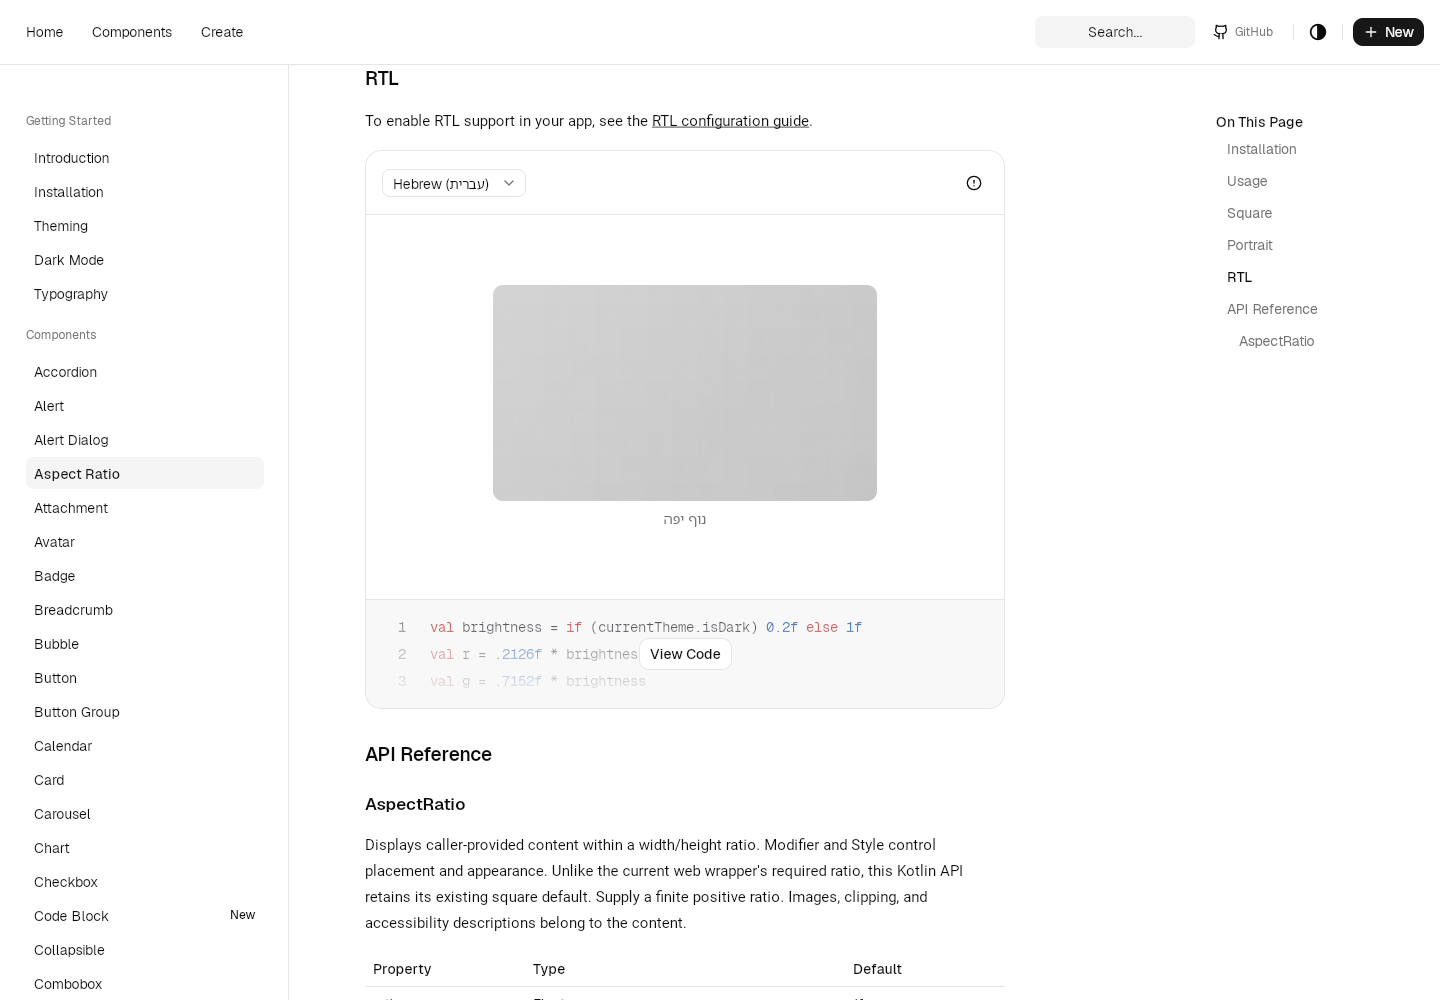 Home
Components
Create
Search...
GitHub
New
Getting Started
Introduction
Installation
Theming
Dark Mode
Typography
Components
Accordion
Alert
Alert Dialog
Aspect Ratio
Attachment
Avatar
Badge
Breadcrumb
Bubble
Button
Button Group
Calendar
Card
Carousel
Chart
Checkbox
Code Block New
Collapsible
Combobox
RTL
To enable RTL support in your app, see the RTL configuration guide.
Hebrew (עברית)
נוף יפה
1 val brightness = if (currentTheme.isDark) 0.2f else 1f
2 val r = .2126f * brightnes
View Code
3 val g = .7152f * brightness
API Reference
AspectRatio
Displays caller-provided content within a width/height ratio. Modifier and Style control
placement and appearance. Unlike the current web wrapper's required ratio, this Kotlin API
retains its existing square default. Supply a finite positive ratio. Images, clipping, and
accessibility descriptions belong to the content.
Property Type Default
On This Page
Installation
Usage
Square
Portrait
RTL
API Reference
AspectRatio